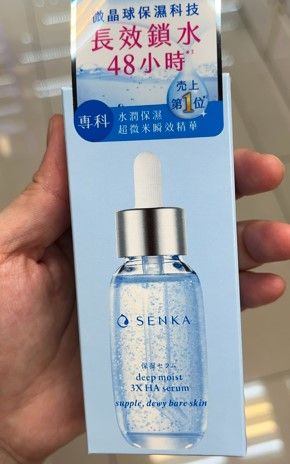 微晶球保濕科技
長效鎖水
48小時*¹
売上
第1位
專科
水潤保濕
超微米瞬效精華
SENKA
保湿セラム
deep moist
3X HA serum
supple, dewy bare skin